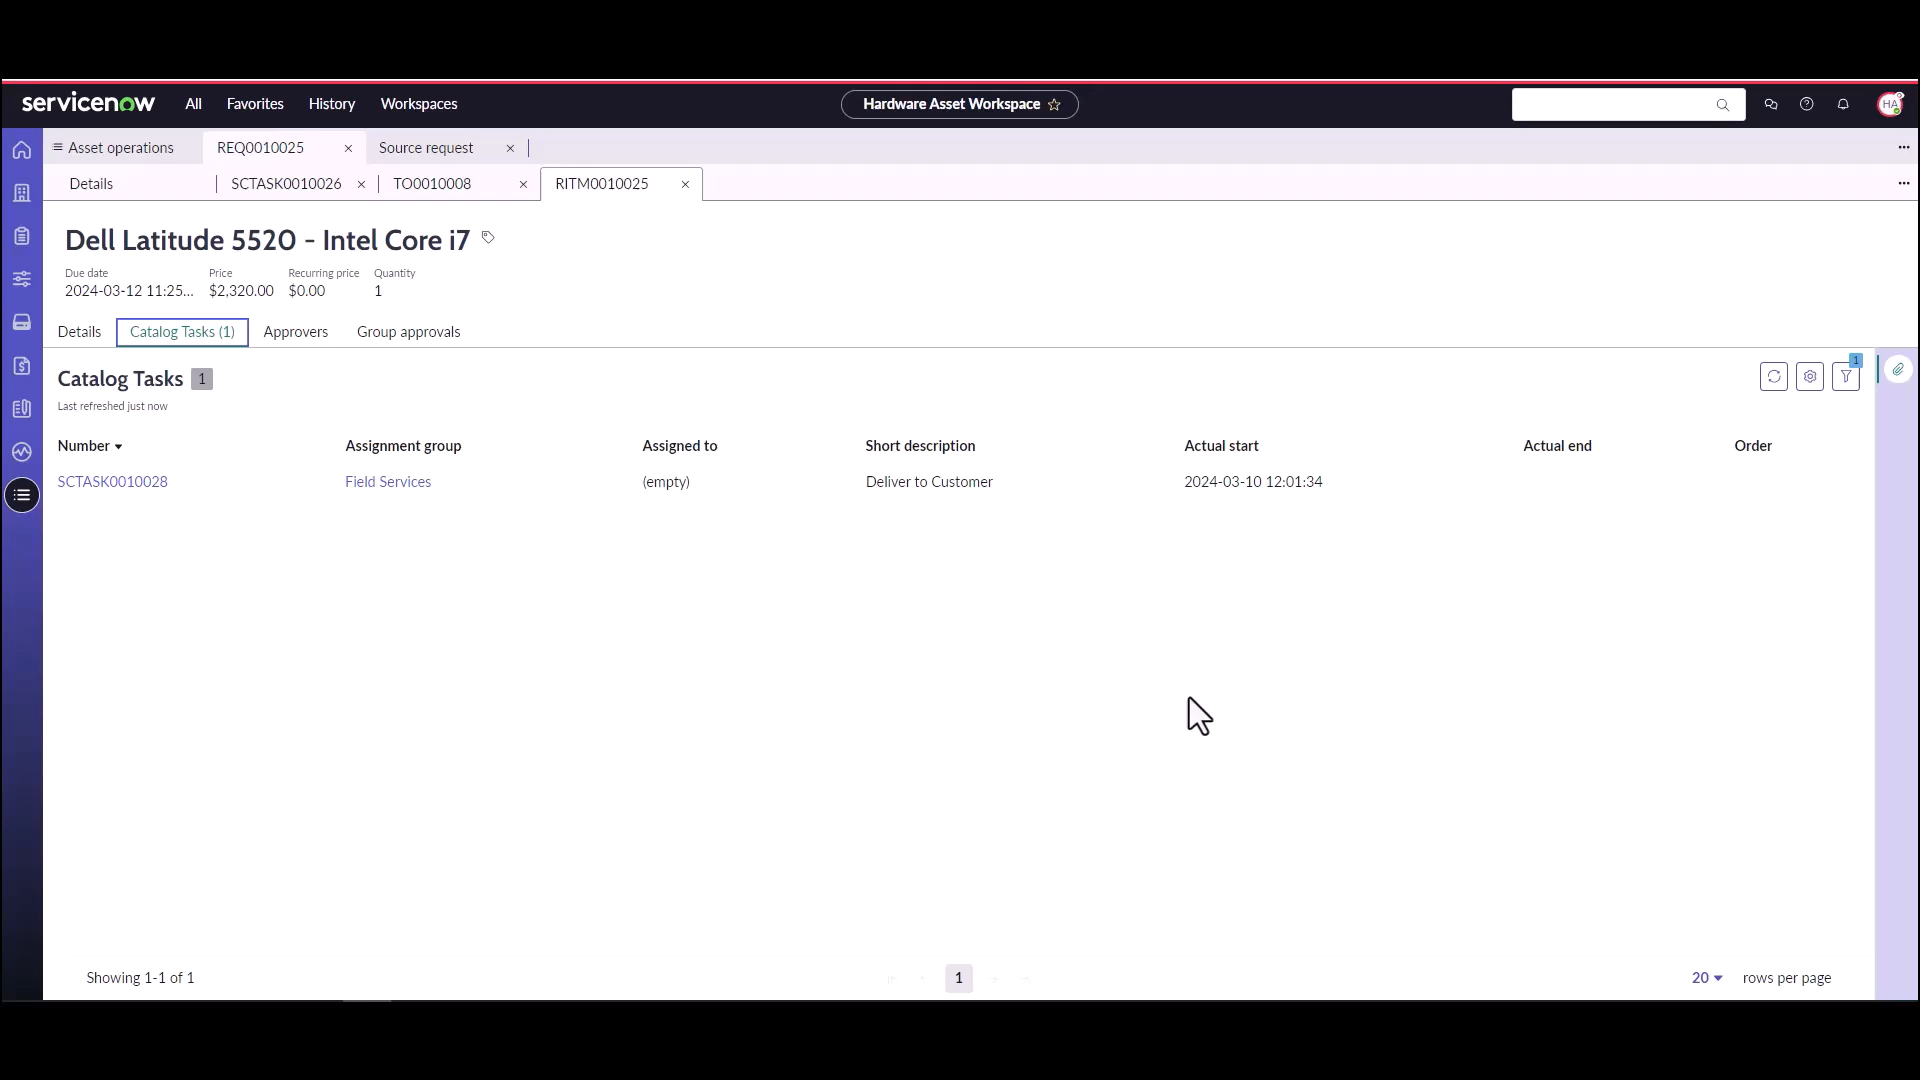 servicenow All Favorites History Workspaces Hardware Asset Workspace HA
Asset operations REQ0010025 Source request
Details SCTASK0010026 TO0010008 RITM0010025
Dell Latitude 5520 - Intel Core i7
Due date Price Recurring price Quantity
2024-03-12 11:25... $2,320.00 $0.00 1
Details Catalog Tasks (1) Approvers Group approvals
Catalog Tasks 1
1
Last refreshed just now
Number Assignment group Assigned to Short description Actual start Actual end Order
SCTASK0010028 Field Services (empty) Deliver to Customer 2024-03-10 12:01:34
Showing 1-1 of 1 1 20 rows per page